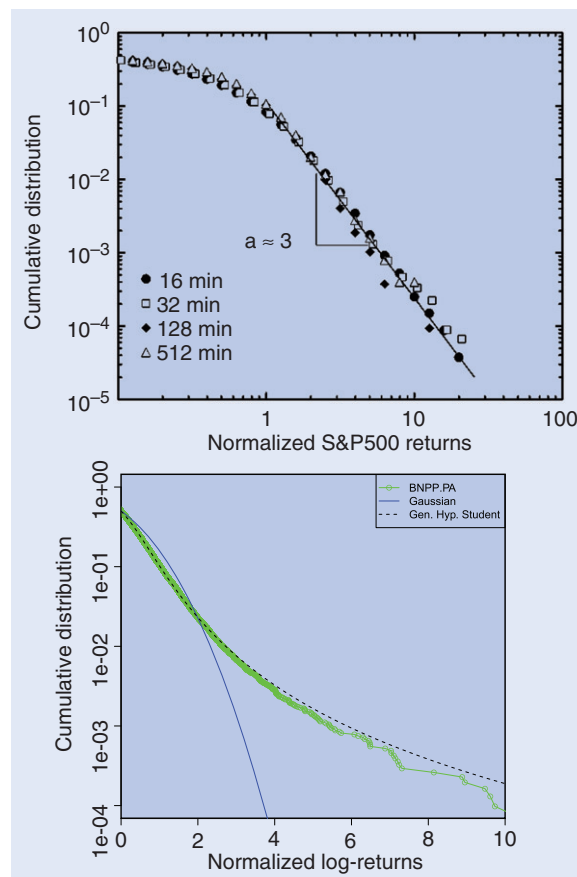 10⁰
10⁻¹
10⁻²
10⁻³
10⁻⁴
10⁻⁵
Cumulative distribution
a ≈ 3
16 min
32 min
128 min
512 min
1 10 100
Normalized S&P500 returns
BNPP.PA
Gaussian
Gen. Hyp. Student
1e+00
1e-01
1e-02
1e-03
1e-04
Cumulative distribution
0 2 4 6 8 10
Normalized log-returns